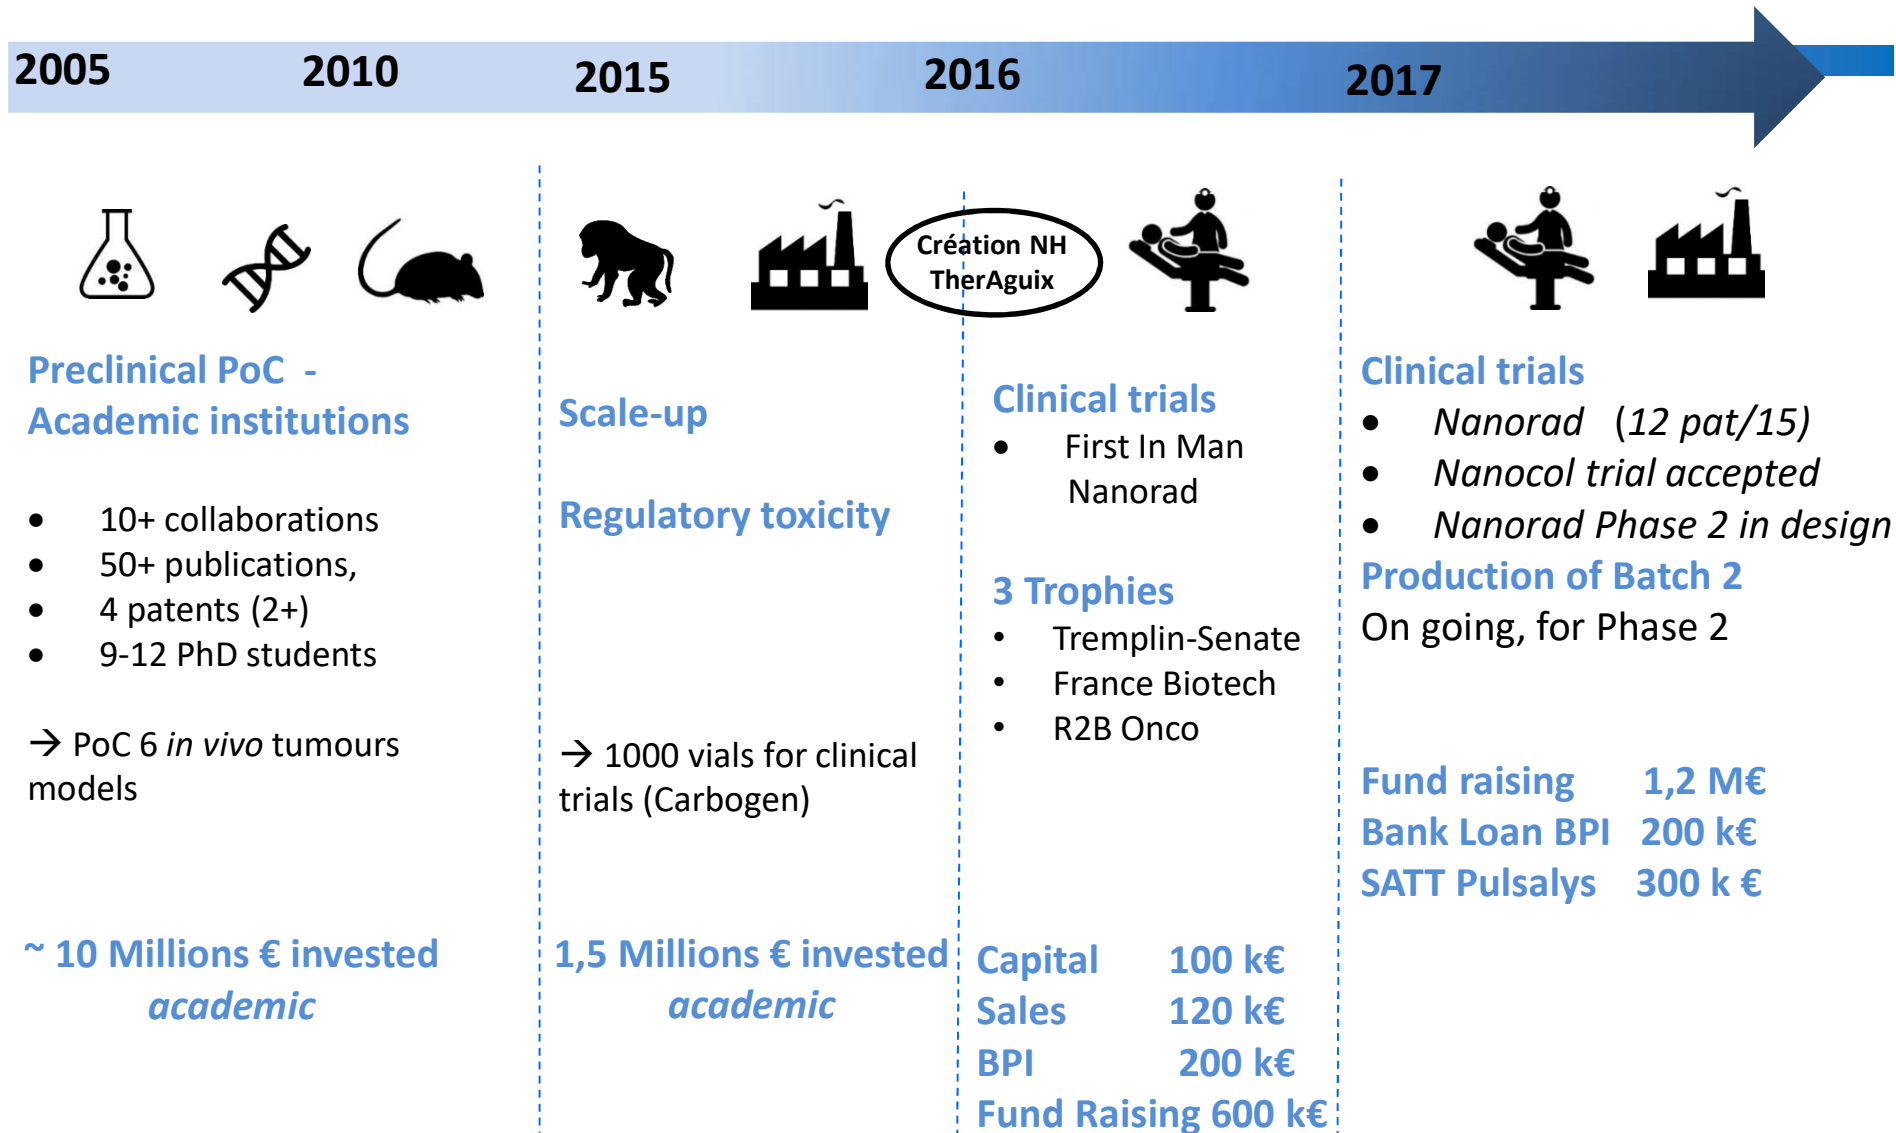 2005
2010
2015
2016
2017
Création NH
TherAguix
Preclinical PoC -
Academic institutions
• 10+ collaborations
• 50+ publications,
• 4 patents (2+)
• 9-12 PhD students
→ PoC 6 in vivo tumours
models
~ 10 Millions € invested
academic
Scale-up
Regulatory toxicity
→ 1000 vials for clinical
trials (Carbogen)
1,5 Millions € invested
academic
Clinical trials
• First In Man
Nanorad
3 Trophies
• Tremplin-Senate
• France Biotech
• R2B Onco
Capital 100 k€
Sales 120 k€
BPI 200 k€
Fund Raising 600 k€
Clinical trials
• Nanorad (12 pat/15)
• Nanocol trial accepted
• Nanorad Phase 2 in design
Production of Batch 2
On going, for Phase 2
Fund raising 1,2 M€
Bank Loan BPI 200 k€
SATT Pulsalys 300 k €